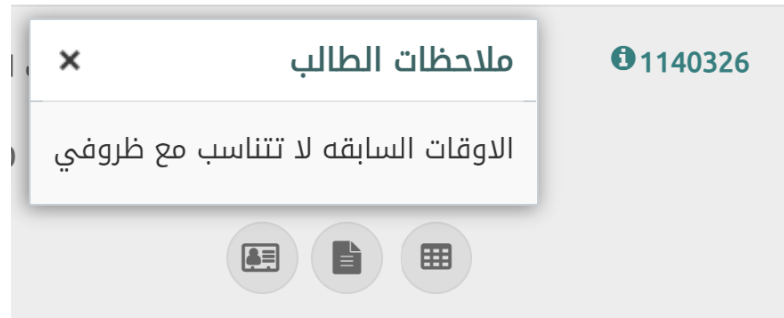 ملاحظات الطالب
1140326
الاوقات السابقه لا تتناسب مع ظروفي